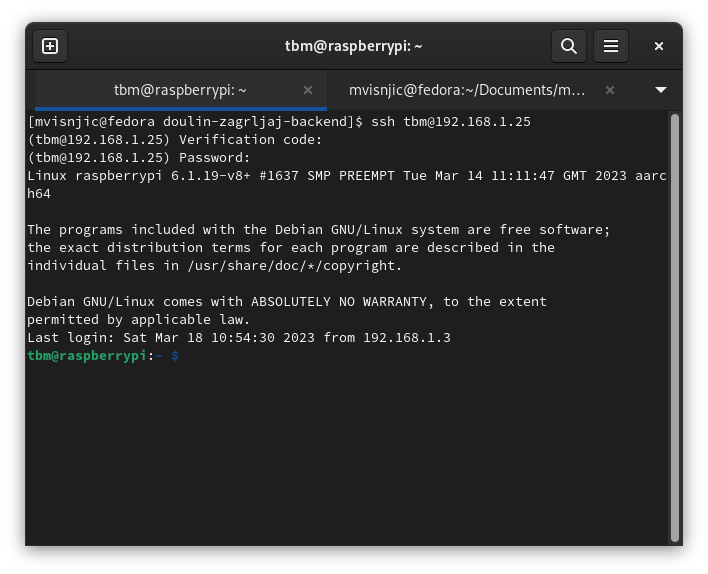 tbm@raspberrypi: ~
tbm@raspberrypi: ~
mvisnjic@fedora:~/Documents/m...
[mvisnjic@fedora doulin-zagrljaj-backend]$ ssh tbm@192.168.1.25
(tbm@192.168.1.25) Verification code:
(tbm@192.168.1.25) Password:
Linux raspberrypi 6.1.19-v8+ #1637 SMP PREEMPT Tue Mar 14 11:11:47 GMT 2023 aarc
h64
The programs included with the Debian GNU/Linux system are free software;
the exact distribution terms for each program are described in the
individual files in /usr/share/doc/*/copyright.
Debian GNU/Linux comes with ABSOLUTELY NO WARRANTY, to the extent
permitted by applicable law.
Last login: Sat Mar 18 10:54:30 2023 from 192.168.1.3
tbm@raspberrypi:~ $